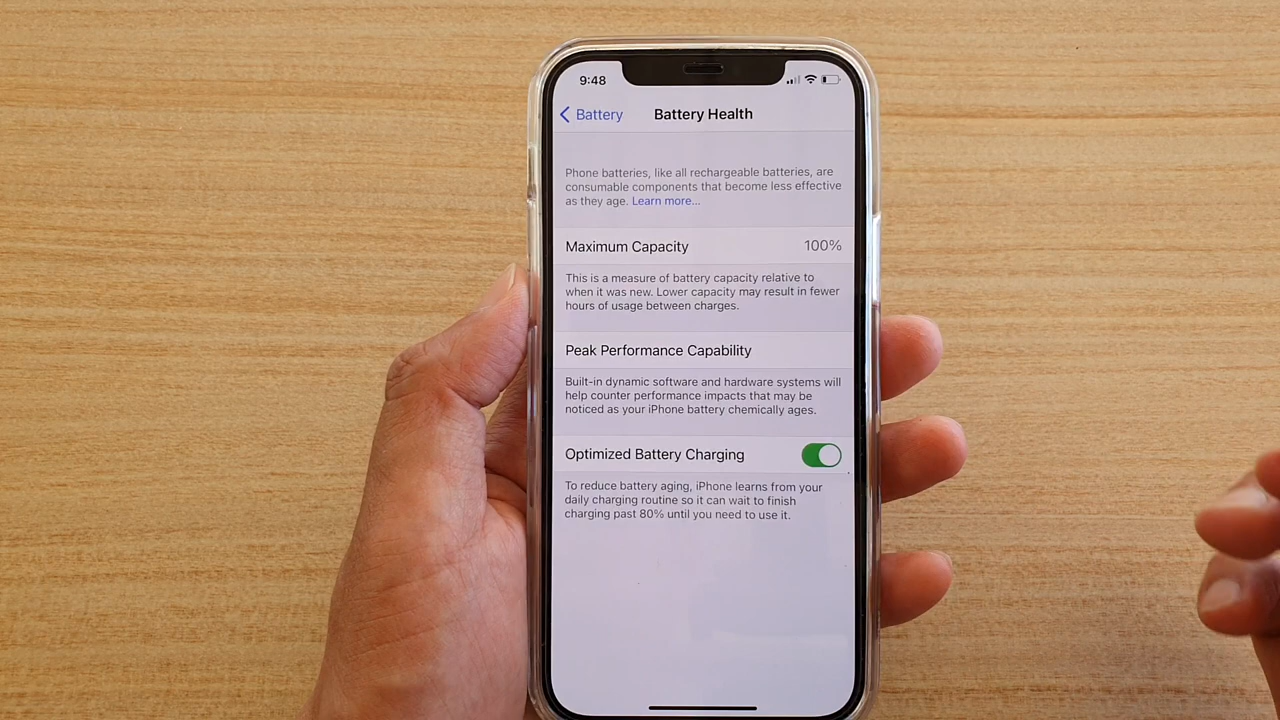 9:48
Battery
Battery Health
Phone batteries, like all rechargeable batteries, are
consumable components that become less effective
as they age. Learn more...
Maximum Capacity 100%
This is a measure of battery capacity relative to
when it was new. Lower capacity may result in fewer
hours of usage between charges.
Peak Performance Capability
Built-in dynamic software and hardware systems will
help counter performance impacts that may be
noticed as your iPhone battery chemically ages.
Optimized Battery Charging
To reduce battery aging, iPhone learns from your
daily charging routine so it can wait to finish
charging past 80% until you need to use it.